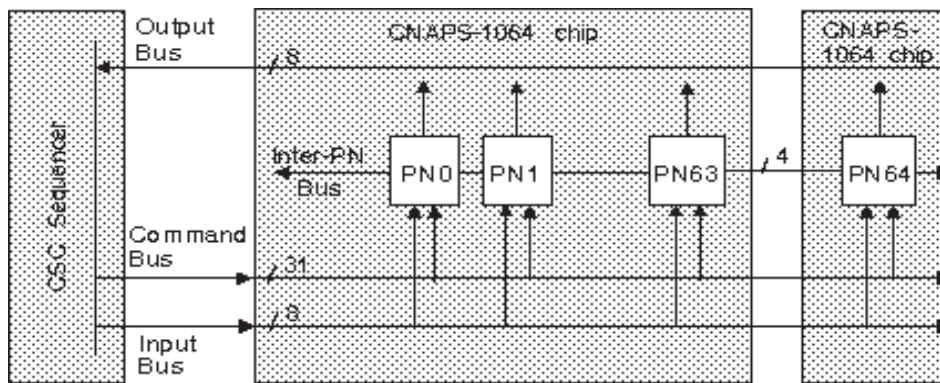 Output
Bus
CNAPS-1064 chip
CNAPS-
1064 chip
8
CSC Sequencer
Inter-PN
Bus
PN0
PN1
PN63
4
PN64
Command
Bus
31
8
Input
Bus